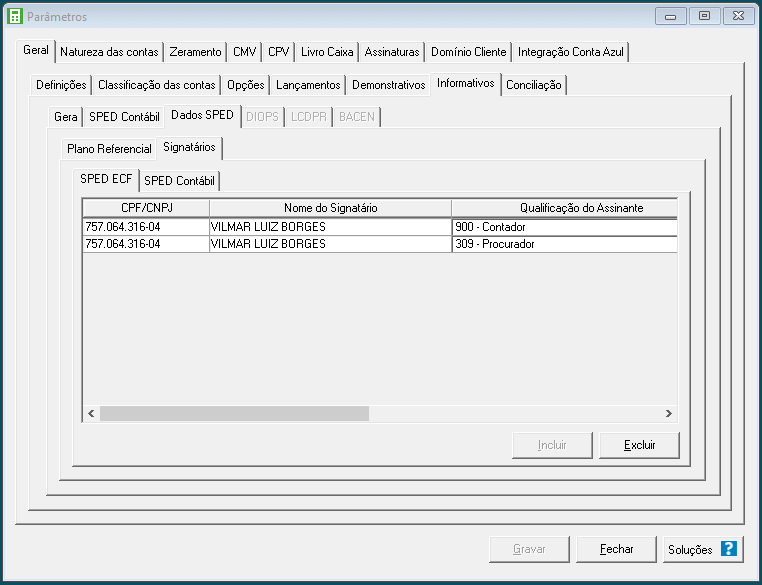 Parâmetros
Geral Natureza das contas Zeramento CMV CPV Livro Caixa Assinaturas Domínio Cliente Integração Conta Azul
Definições Classificação das contas Opções Lançamentos Demonstrativos Informativos Conciliação
Gera SPED Contábil Dados SPED DIOPS LCDPR BACEN
Plano Referencial Signatários
SPED ECF SPED Contábil
CPF/CNPJ Nome do Signatário Qualificação do Assinante
757.064.316-04 VILMAR LUIZ BORGES 900 - Contador
757.064.316-04 VILMAR LUIZ BORGES 309 - Procurador
Incluir Excluir
Gravar Fechar Soluções ?